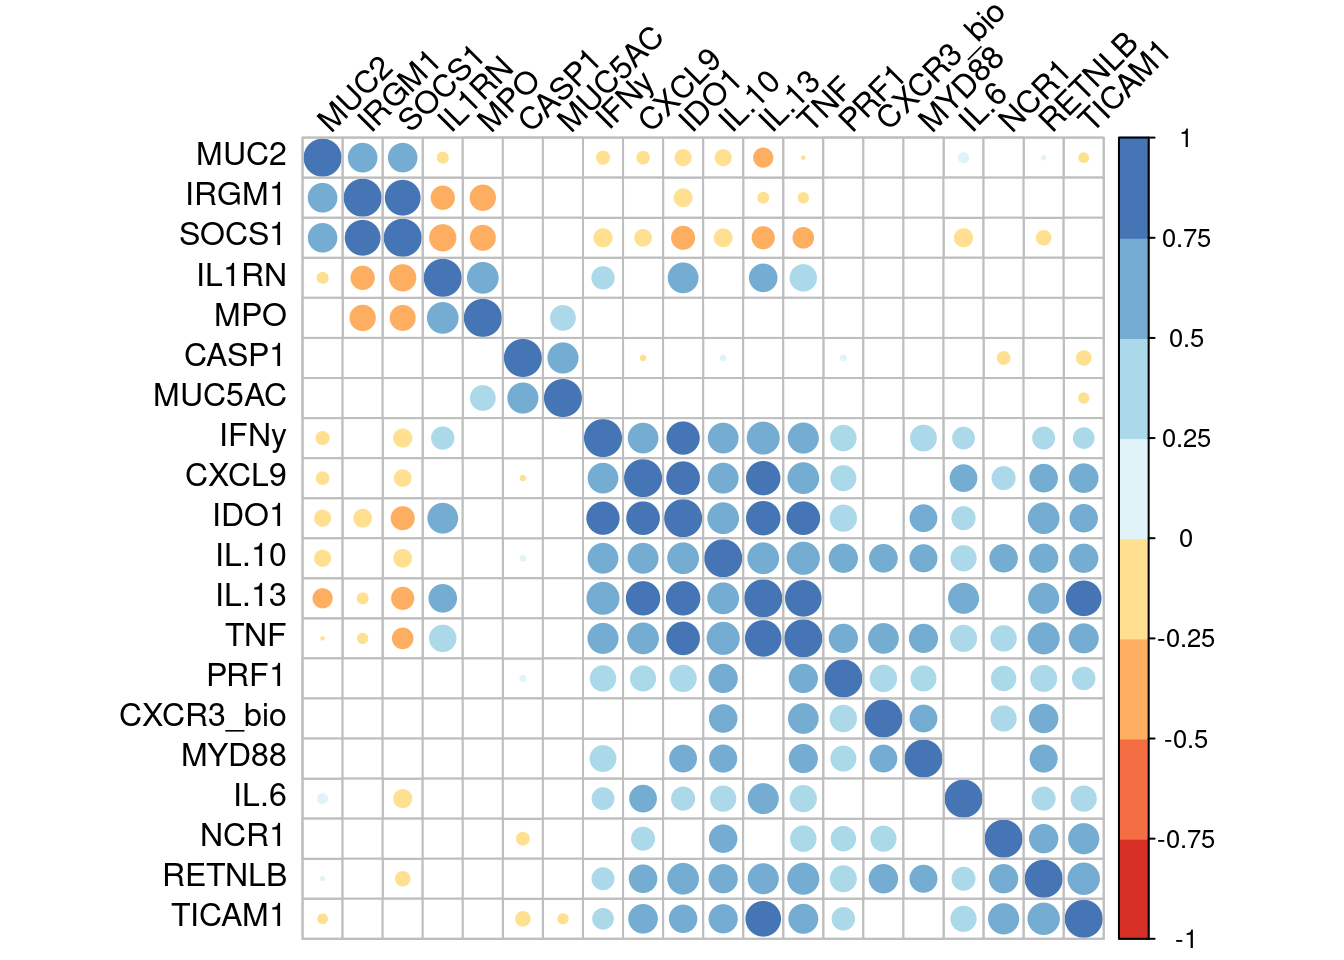 MUC2
IRGM1
SOCS1
IL1RN
MPO
CASP1
MUC5AC
IFNy
CXCL9
IDO1
IL.10
IL.13
TNF
PRF1
CXCR3_bio
MYD88
IL.6
NCR1
RETNLB
TICAM1
MUC2
IRGM1
SOCS1
IL1RN
MPO
CASP1
MUC5AC
IFNy
CXCL9
IDO1
IL.10
IL.13
TNF
PRF1
CXCR3_bio
MYD88
IL.6
NCR1
RETNLB
TICAM1
1
0.75
0.5
0.25
0
-0.25
-0.5
-0.75
-1